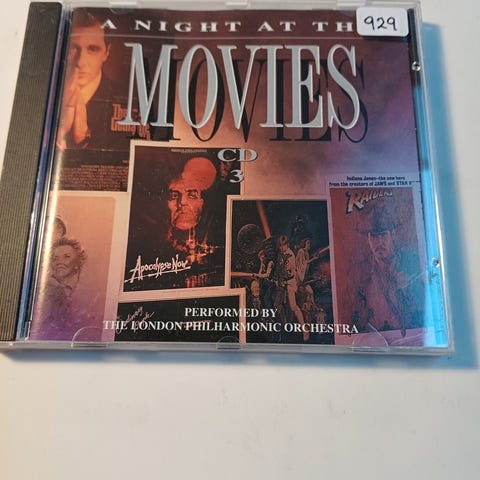 A NIGHT AT THE
929
MOVIES
CD
3
Indiana Jones-the new hero
from the creators of JAWS and STAR
RAIDERS
Apocalypse Now
PERFORMED BY
THE LONDON PHILHARMONIC ORCHESTRA